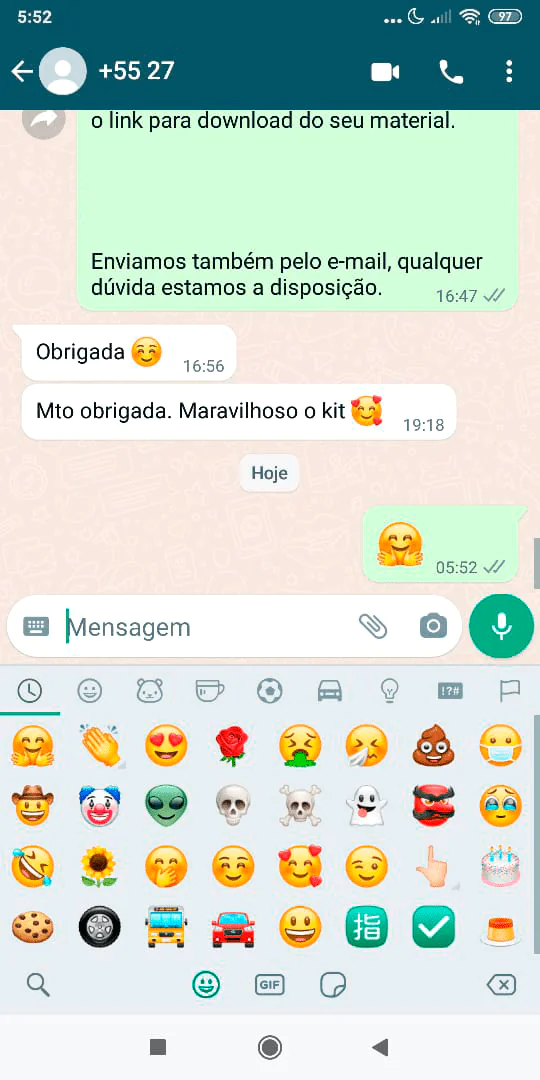 5:52
97
+55 27
o link para download do seu material.
Enviamos também pelo e-mail, qualquer
dúvida estamos a disposição.
16:47
Obrigada
16:56
Mto obrigada. Maravilhoso o kit
19:18
Hoje
05:52
Mensagem
!?#
指
GIF